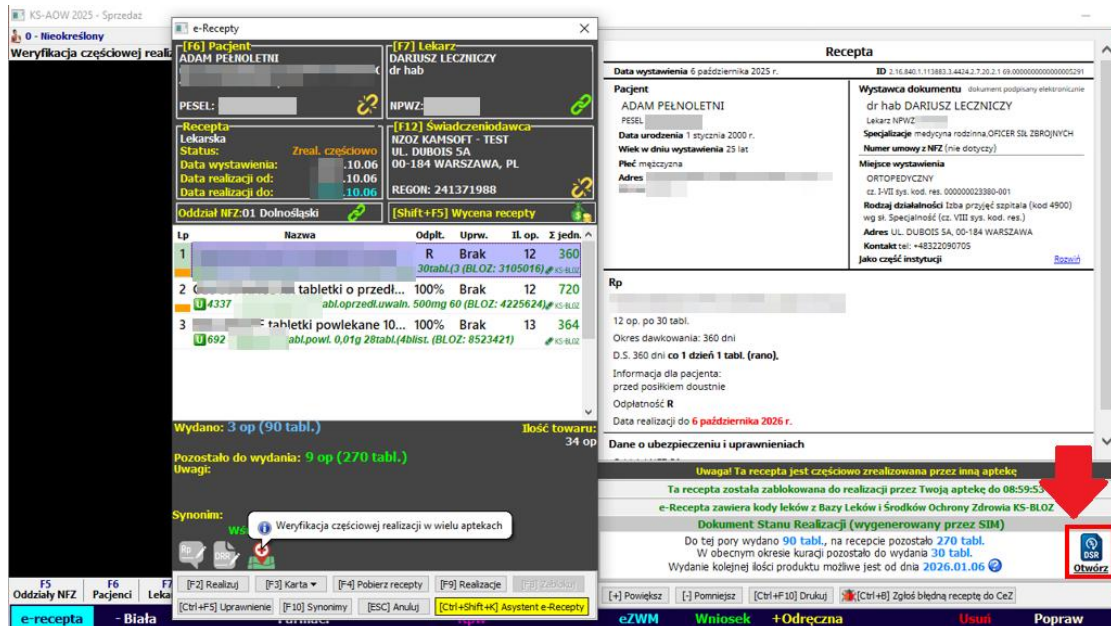 KS-AOW 2025 - Sprzedaż
0 - Nieokreślony
Weryfikacja częściowej reali
e-Recepty
[F6] Pacjent
ADAM PEŁNOLETNI
PESEL:
[F7] Lekarz
DARIUSZ LECZNICZY
dr hab
NPWZ:
Recepta
Lekarska
Status: Zreal. częściowo
Data wystawienia: .10.06
Data realizacji od: .10.06
Data realizacji do: .10.06
[F12] Świadczeniodawca
NZOZ KAMSOFT - TEST
UL. DUBOIS 5A
00-184 WARSZAWA, PL
REGON: 241371988
Oddział NFZ:01 Dolnośląski
[Shift+F5] Wycena recepty
Lp Nazwa Odpłt. Uprw. Il. op. Σ jedn.
1 R Brak 12 360
30tabl.(3 (BLOZ: 3105016) KS-BLOZ
2 tabletki o przedł... 100% Brak 12 720
U 4337 abl.oprzedł.uwaln. 500mg 60 (BLOZ: 4225624) KS-BLOZ
3 tabletki powlekane 10... 100% Brak 13 364
U 692 abl.powl. 0,01g 28tabl.(4blist. (BLOZ: 8523421) KS-BLOZ
Wydano: 3 op (90 tabl.)
Ilość towaru:
34 op
Pozostało do wydania: 9 op (270 tabl.)
Uwagi:
Synonim:
Weryfikacja częściowej realizacji w wielu aptekach
Rp
DRR
[F2] Realizuj [F3] Karta [F4] Pobierz recepty [F9] Realizacje [F8] Zablokuj
[Ctrl+F5] Uprawnienie [F10] Synonimy [ESC] Anuluj [Ctrl+Shift+K] Asystent e-Recepty
F5 F6 F7
Oddziały NFZ Pacjenci Leka
e-recepta - Biała
eZWM Wniosek +Odręczna Usuń Popraw
Recepta
Data wystawienia 6 października 2025 r.
ID 2.16.840.1.113883.3.4424.2.7.20.2.1 69.0000000000000005291
Pacjent
ADAM PEŁNOLETNI
PESEL
Data urodzenia 1 stycznia 2000 r.
Wiek w dniu wystawienia 25 lat
Płeć mężczyzna
Adres
Wystawca dokumentu dokument podpisany elektronicznie
dr hab DARIUSZ LECZNICZY
Lekarz NPWZ
Specjalizacje medycyna rodzinna,OFICER SIŁ ZBROJNYCH
Numer umowy z NFZ (nie dotyczy)
Miejsce wystawienia
ORTOPEDYCZNY
cz. I-VII sys. kod. res. 000000023380-001
Rodzaj działalności Izba przyjęć szpitala (kod 4900)
wg sł. Specjalność (cz. VIII sys. kod. res.)
Adres UL. DUBOIS 5A, 00-184 WARSZAWA
Kontakt tel: +48322090705
Jako część instytucji Rozwiń
Rp
12 op. po 30 tabl.
Okres dawkowania: 360 dni
D.S. 360 dni co 1 dzień 1 tabl. (rano),
Informacja dla pacjenta:
przed posiłkiem doustnie
Odpłatność R
Data realizacji do 6 października 2026 r.
Dane o ubezpieczeniu i uprawnieniach
Uwaga! Ta recepta jest częściowo zrealizowana przez inną aptekę
Ta recepta została zablokowana do realizacji przez Twoją aptekę do 08:59:53
e-Recepta zawiera kody leków z Bazy Leków i Środków Ochrony Zdrowia KS-BLOZ
Dokument Stanu Realizacji (wygenerowany przez SIM)
Do tej pory wydano 90 tabl., na recepcie pozostało 270 tabl.
W obecnym okresie kuracji pozostało do wydania 30 tabl.
Wydanie kolejnej ilości produktu możliwe jest od dnia 2026.01.06
DSR
Otwórz
[+] Powiększ [-] Pomniejsz [Ctrl+F10] Drukuj [Ctrl+B] Zgłoś błędną receptę do CeZ